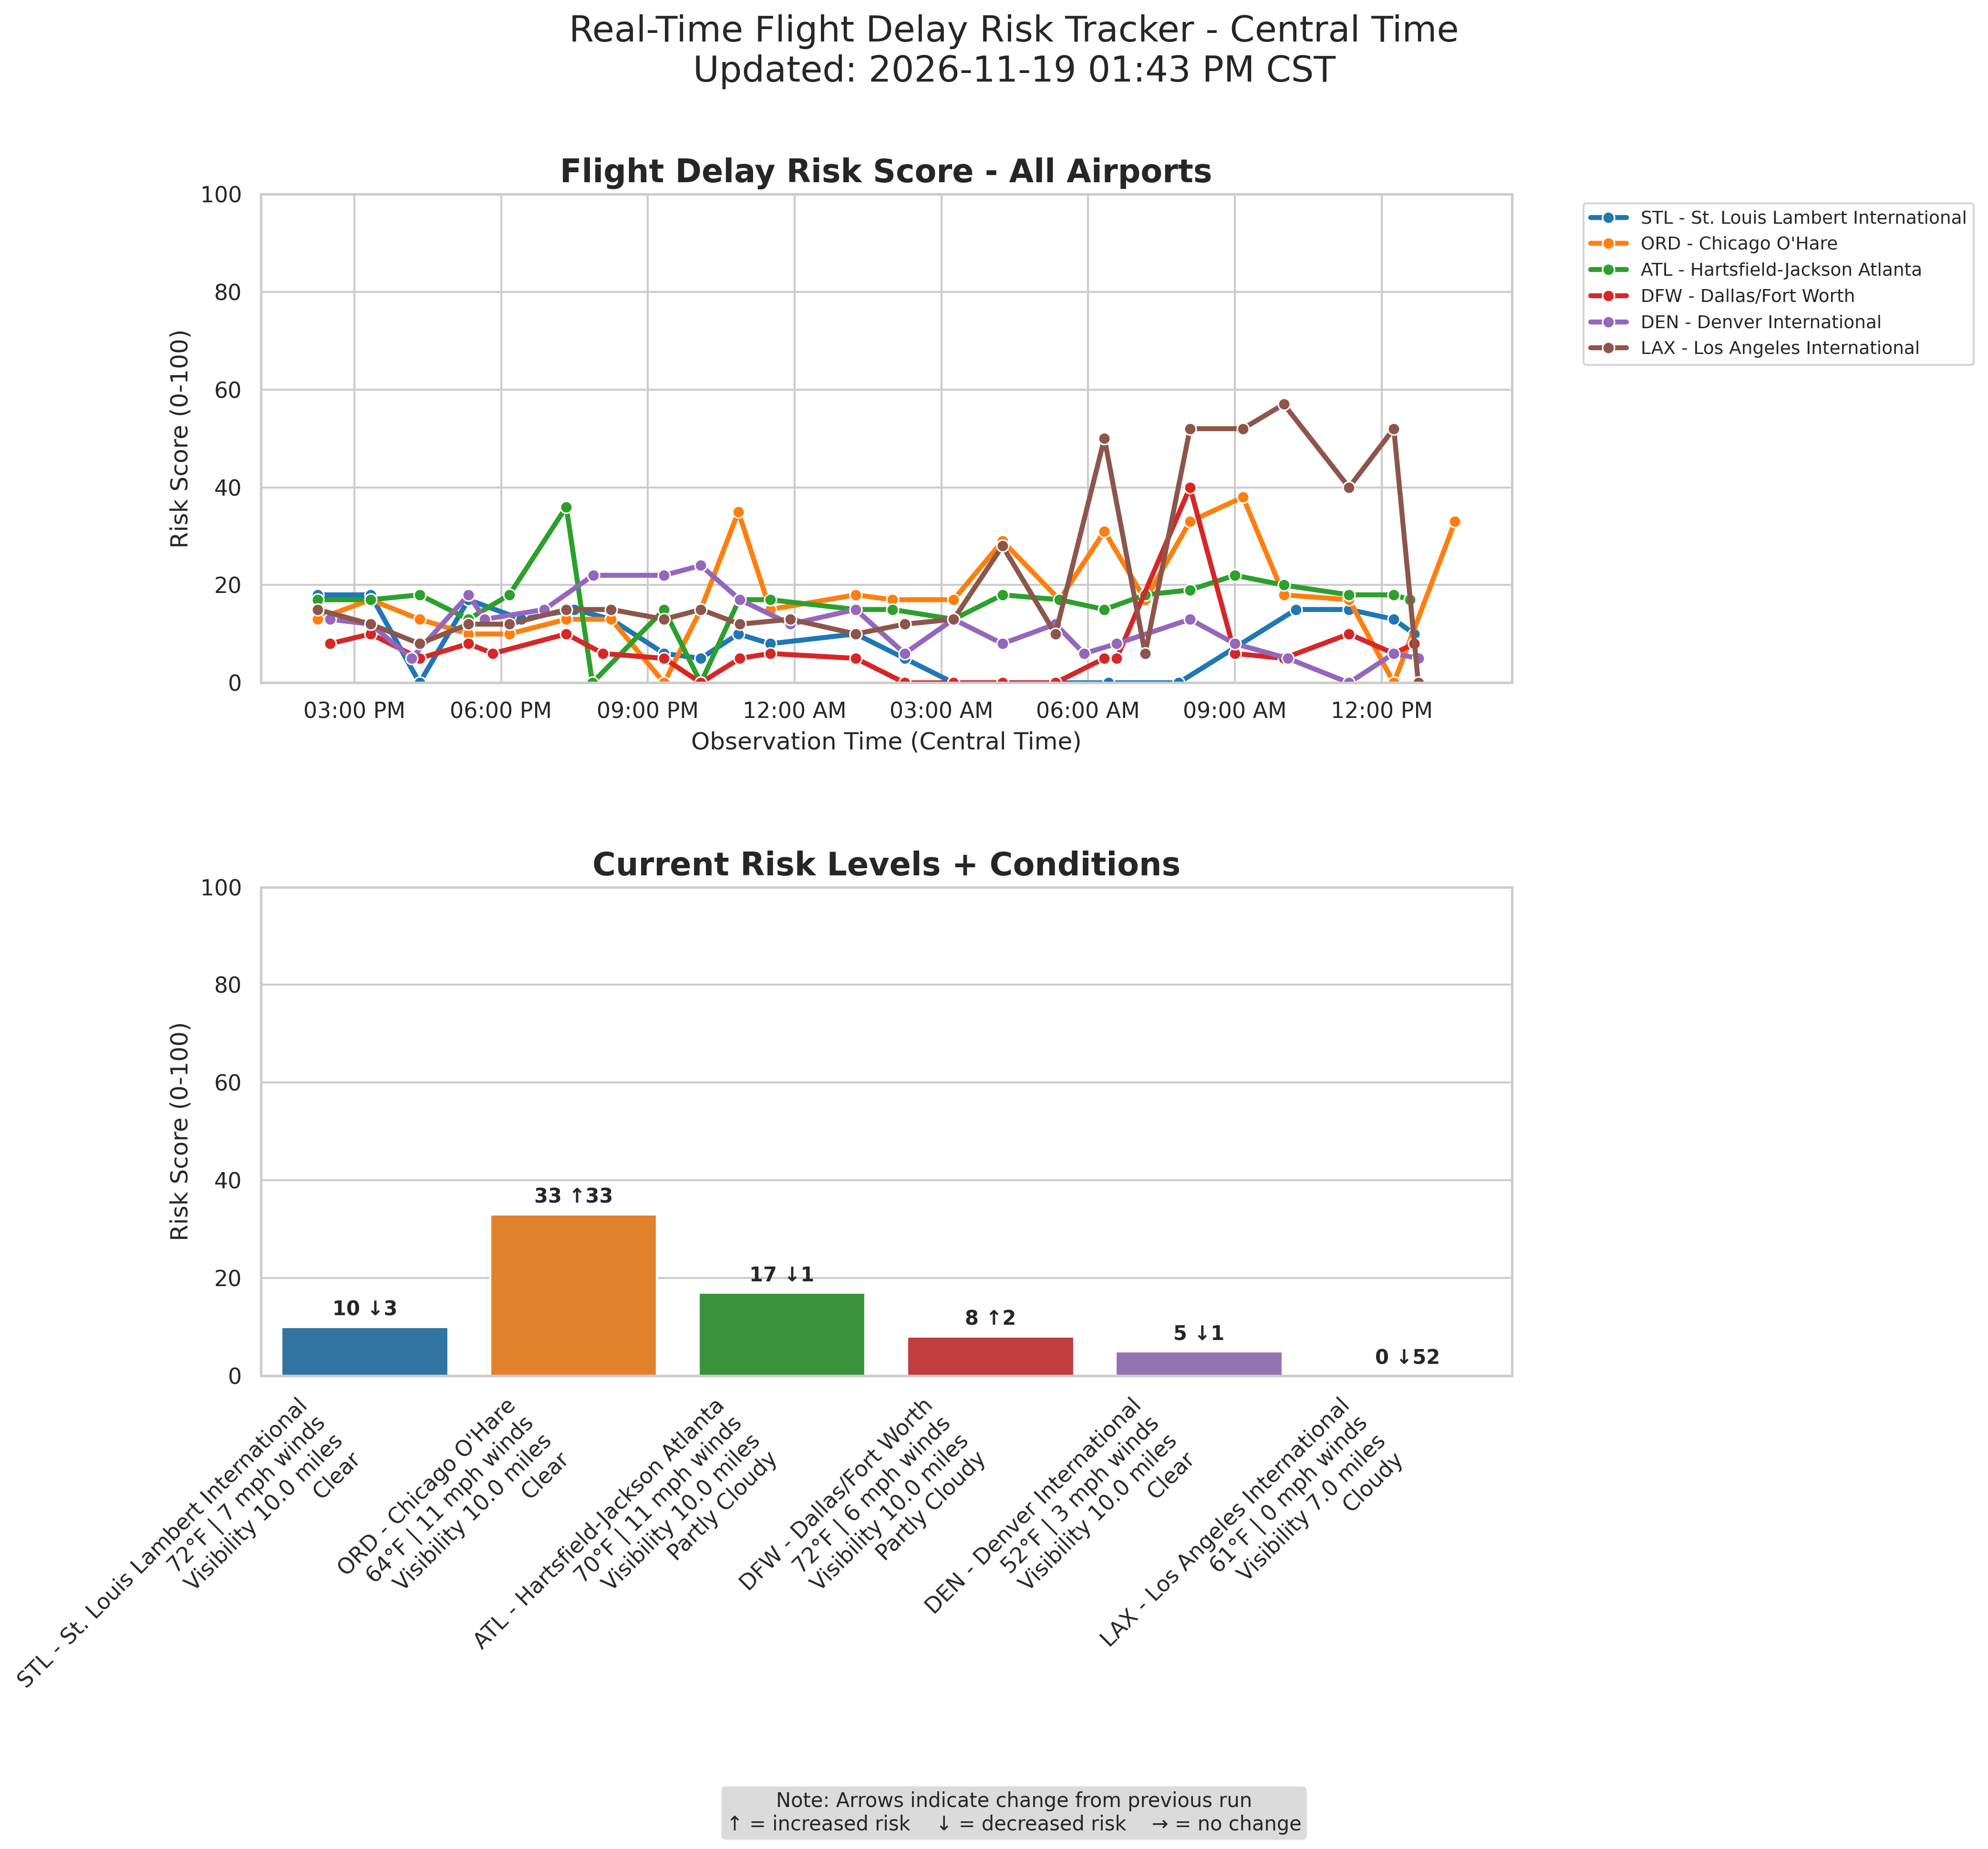 Real-Time Flight Delay Risk Tracker - Central Time
Updated: 2026-11-19 01:43 PM CST
Flight Delay Risk Score - All Airports
Risk Score (0-100)
100
80
60
40
20
0
03:00 PM
06:00 PM
09:00 PM
12:00 AM
03:00 AM
06:00 AM
09:00 AM
12:00 PM
Observation Time (Central Time)
STL - St. Louis Lambert International
ORD - Chicago O'Hare
ATL - Hartsfield-Jackson Atlanta
DFW - Dallas/Fort Worth
DEN - Denver International
LAX - Los Angeles International
Current Risk Levels + Conditions
Risk Score (0-100)
100
80
60
40
20
0
10 ↓3
33 ↑33
17 ↓1
8 ↑2
5 ↓1
0 ↓52
STL - St. Louis Lambert International
72°F | 7 mph winds
Visibility 10.0 miles
Clear
ORD - Chicago O'Hare
64°F | 11 mph winds
Visibility 10.0 miles
Clear
ATL - Hartsfield-Jackson Atlanta
70°F | 11 mph winds
Visibility 10.0 miles
Partly Cloudy
DFW - Dallas/Fort Worth
72°F | 6 mph winds
Visibility 10.0 miles
Partly Cloudy
DEN - Denver International
52°F | 3 mph winds
Visibility 10.0 miles
Clear
LAX - Los Angeles International
61°F | 0 mph winds
Visibility 7.0 miles
Cloudy
Note: Arrows indicate change from previous run
↑ = increased risk ↓ = decreased risk → = no change